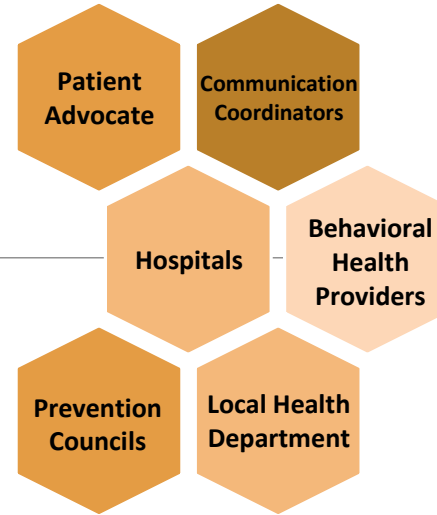 Patient
Advocate
Communication
Coordinators
Hospitals
Behavioral
Health
Providers
Prevention
Councils
Local Health
Department